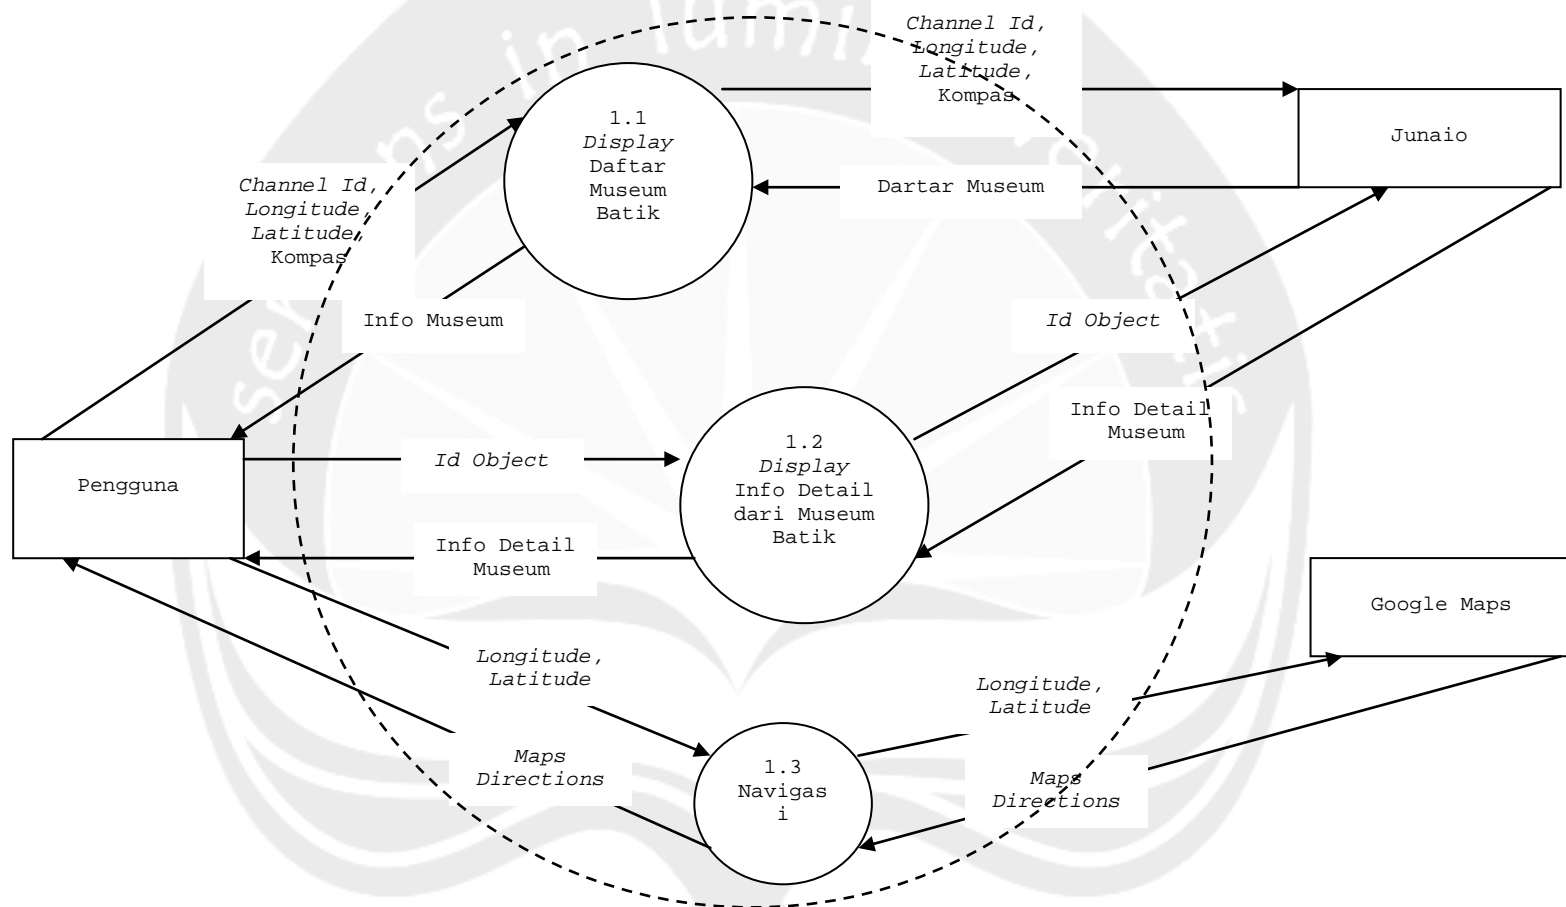 Channel Id,
Longitude,
Latitude,
Kompas
1.1
Display
Daftar
Museum
Batik
Junaio
Dartar Museum
Channel Id,
Longitude,
Latitude,
Kompas
Info Museum
Id Object
Info Detail
Museum
Pengguna
Id Object
1.2
Display
Info Detail
dari Museum
Batik
Info Detail
Museum
Google Maps
Longitude,
Latitude
Longitude,
Latitude
Maps
Directions
1.3
Navigas
i
Maps
Directions